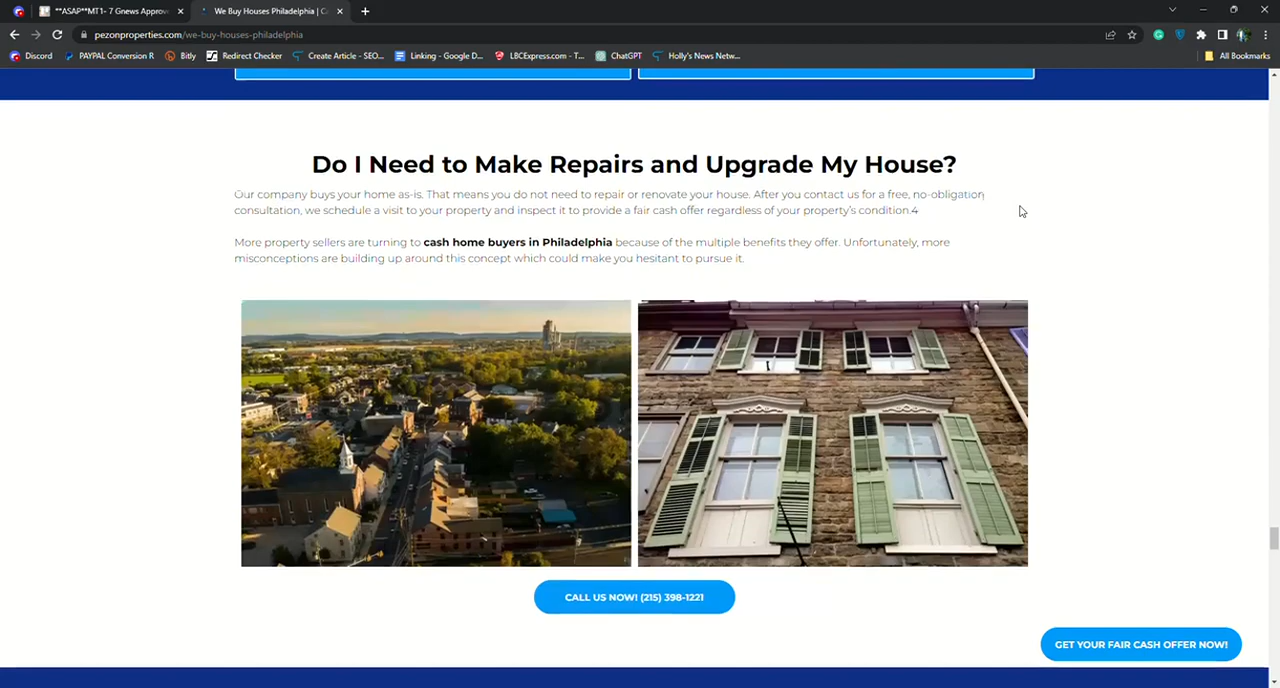 **ASAP**MT1- 7 Gnews Approv
We Buy Houses Philadelphia | Ca
pezonproperties.com/we-buy-houses-philadelphia
Discord
PAYPAL Conversion R
Bitly
Redirect Checker
Create Article - SEO...
Linking - Google D...
LBCExpress.com - T...
ChatGPT
Holly's News Netw...
All Bookmarks
Do I Need to Make Repairs and Upgrade My House?
Our company buys your home as-is. That means you do not need to repair or renovate your house. After you contact us for a free, no-obligation
consultation, we schedule a visit to your property and inspect it to provide a fair cash offer regardless of your property's condition.4
More property sellers are turning to cash home buyers in Philadelphia because of the multiple benefits they offer. Unfortunately, more
misconceptions are building up around this concept which could make you hesitant to pursue it.
CALL US NOW! (215) 398-1221
GET YOUR FAIR CASH OFFER NOW!